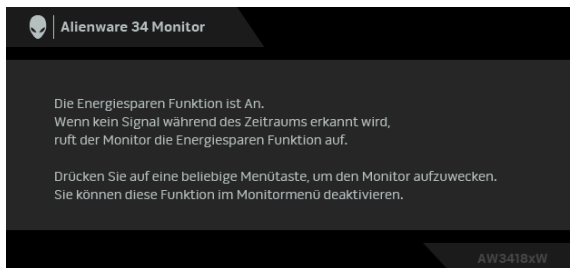 Alienware 34 Monitor
Die Energiesparen Funktion ist An.
Wenn kein Signal während des Zeitraums erkannt wird,
ruft der Monitor die Energiesparen Funktion auf.
Drücken Sie auf eine beliebige Menütaste, um den Monitor aufzuwecken.
Sie können diese Funktion im Monitormenü deaktivieren.
AW3418xW